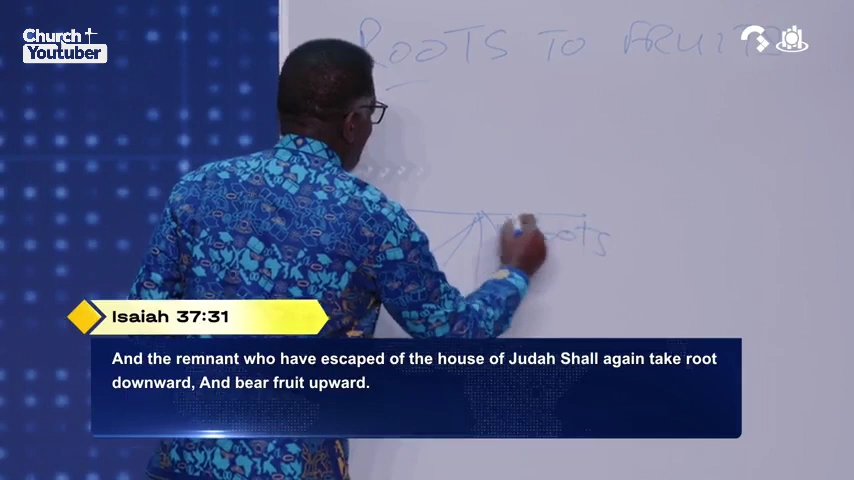 Church
Youtuber
ROOTS TO FRUITS
Roots
Isaiah 37:31
And the remnant who have escaped of the house of Judah Shall again take root
downward, And bear fruit upward.